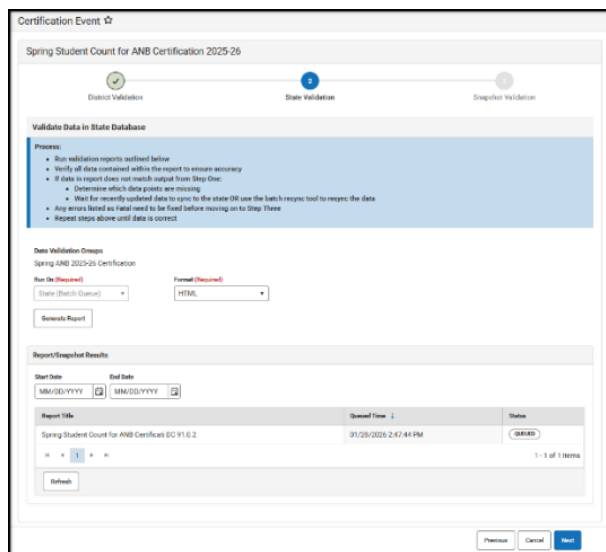 Certification Event
Spring Student Count for ANB Certification 2025-26
2
3
District Validation
State Validation
Snapshot Validation
Validate Data in State Database
Process:
Run validation reports outlined below
Verify all data contained within the report to ensure accuracy
If data in report does not match output from Step One:
Determine which data points are missing
Wait for recently updated data to sync to the state OR use the batch resync tool to resync the data
Any errors listed as Fatal need to be fixed before moving on to Step Three
Repeat steps above until data is correct
Data Validation Groups
Spring ANB 2025-26 Certification
Run On (Required)
Format (Required)
State (Batch Queue)
HTML
Generate Report
Report/Snapshot Results
Start Date
End Date
MM/DD/YYYY
MM/DD/YYYY
Report Title
Queued Time ↓
Status
Spring Student Count for ANB Certificati DC 91.0.2
01/28/2026 2:47:44 PM
QUEUED
1
1 - 1 of 1 items
Refresh
Previous
Cancel
Next